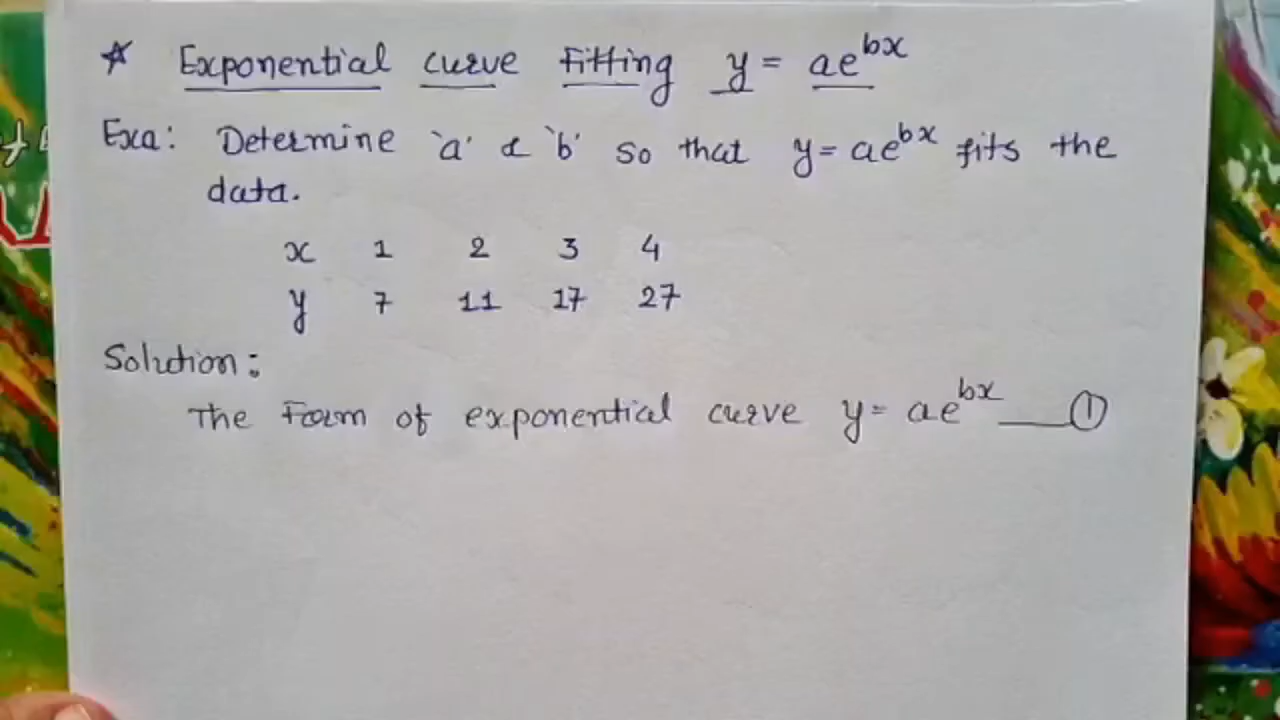 ☆ Exponential curve Fitting y = ae^{bx}
Exa: Determine 'a' & 'b' so that y = ae^{bx} fits the
data.
x 1 2 3 4
y 7 11 17 27
Solution:
The Form of exponential curve y = ae^{bx} ___ ①